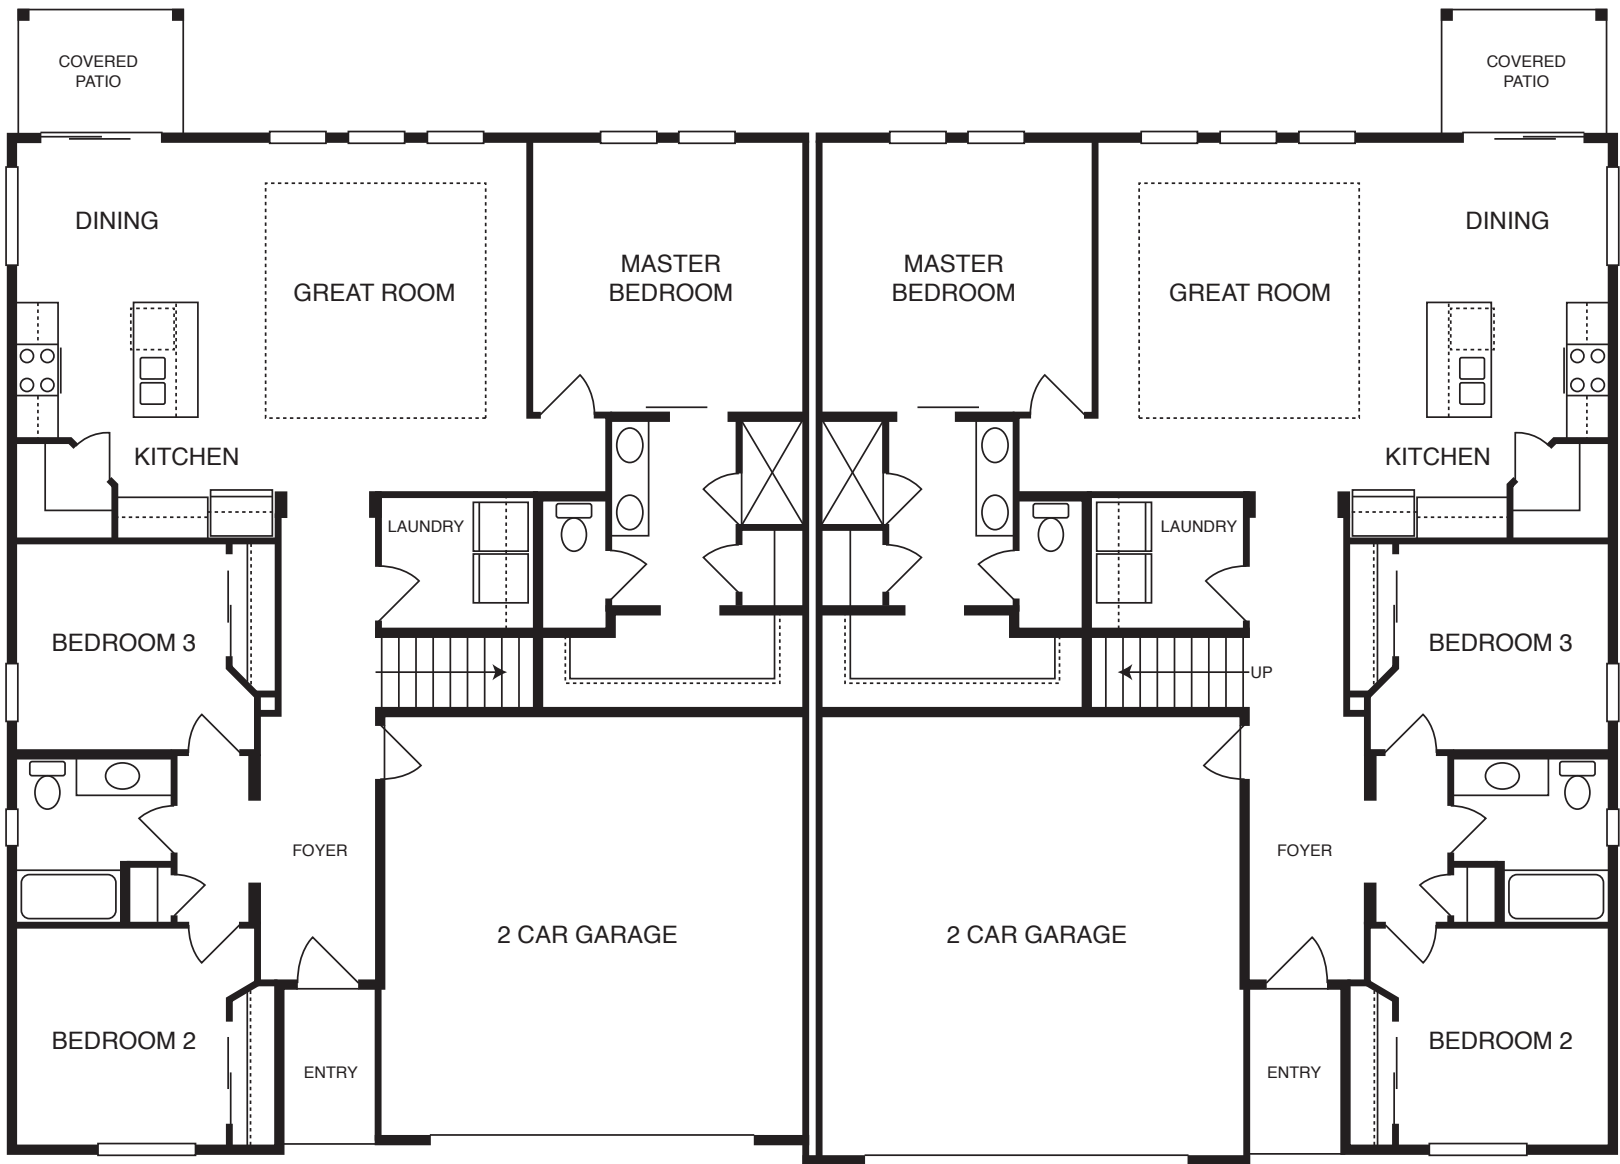 COVERED
PATIO
COVERED
PATIO
DINING
DINING
MASTER
BEDROOM
MASTER
BEDROOM
GREAT ROOM
GREAT ROOM
KITCHEN
KITCHEN
LAUNDRY
LAUNDRY
BEDROOM 3
BEDROOM 3
UP
FOYER
FOYER
2 CAR GARAGE
2 CAR GARAGE
BEDROOM 2
BEDROOM 2
ENTRY
ENTRY